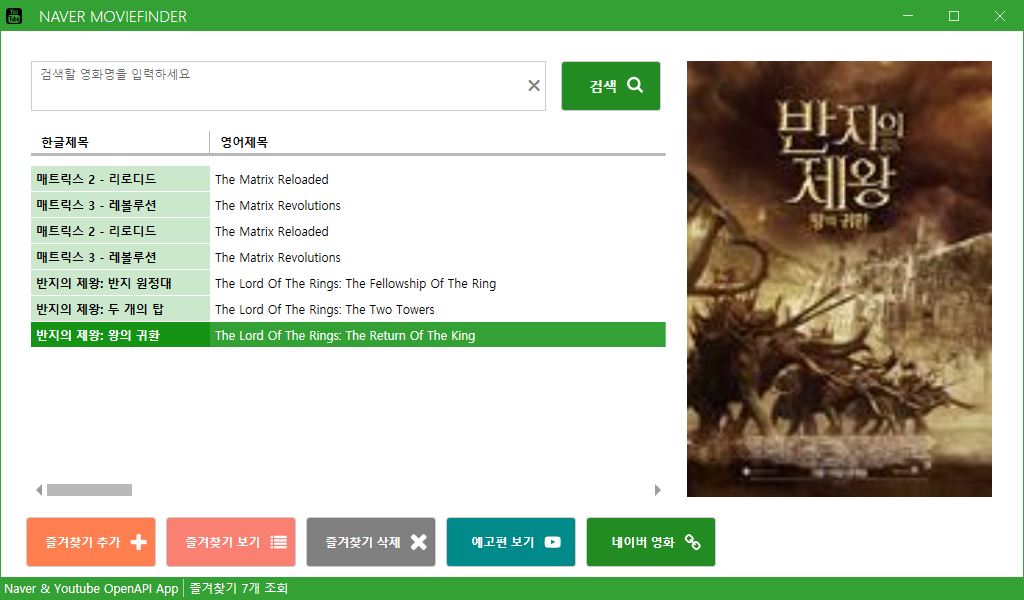 NAVER MOVIEFINDER
검색할 영화명을 입력하세요
검색
한글제목 영어제목
매트릭스 2 - 리로디드 The Matrix Reloaded
매트릭스 3 - 레볼루션 The Matrix Revolutions
매트릭스 2 - 리로디드 The Matrix Reloaded
매트릭스 3 - 레볼루션 The Matrix Revolutions
반지의 제왕: 반지 원정대 The Lord Of The Rings: The Fellowship Of The Ring
반지의 제왕: 두 개의 탑 The Lord Of The Rings: The Two Towers
반지의 제왕: 왕의 귀환 The Lord Of The Rings: The Return Of The King
반지의
제왕
왕의 귀환
즐겨찾기 추가 즐겨찾기 보기 즐겨찾기 삭제 예고편 보기 네이버 영화
Naver & Youtube OpenAPI App 즐겨찾기 7개 조회